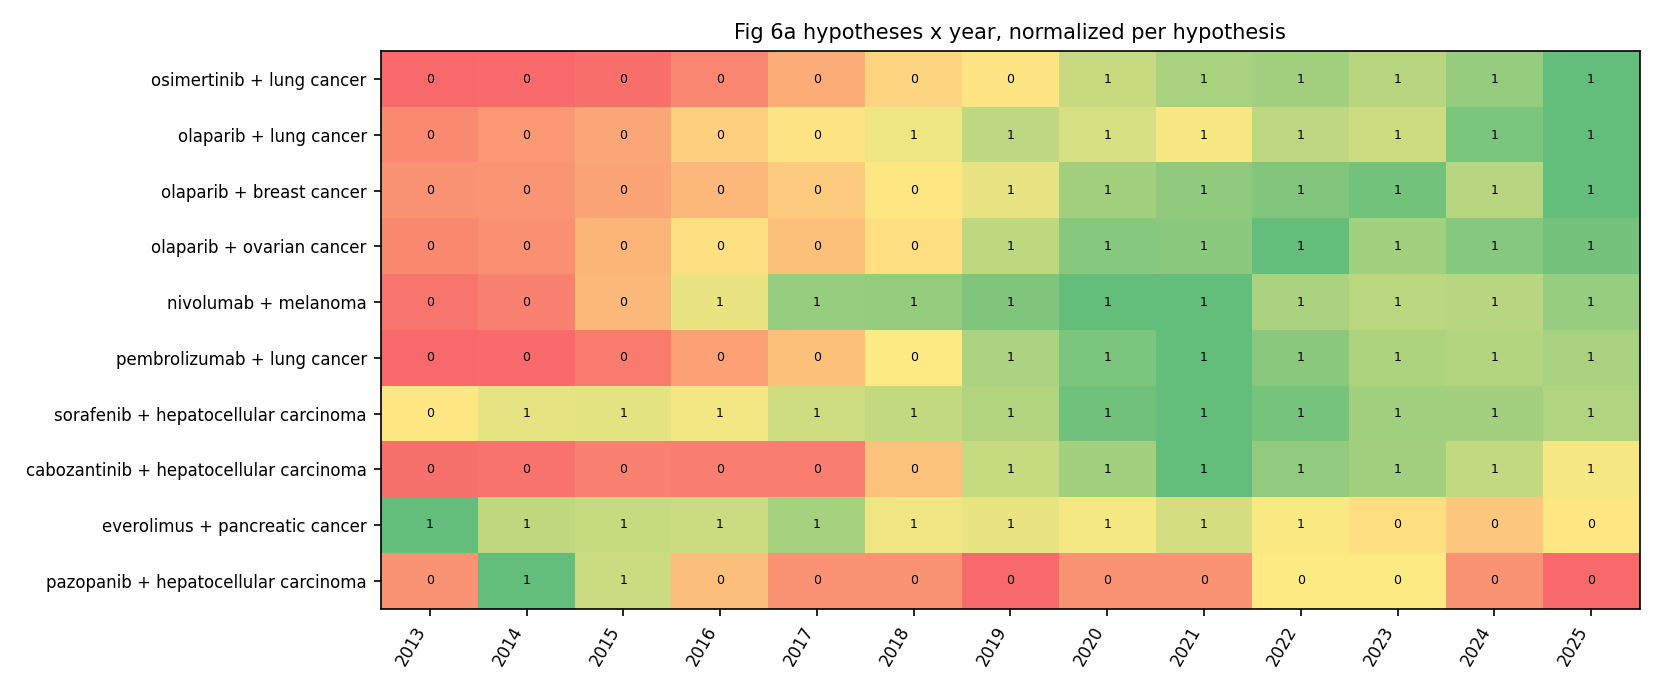 Fig 6a hypotheses x year, normalized per hypothesis
osimertinib + lung cancer 0 0 0 0 0 0 0 1 1 1 1 1 1
olaparib + lung cancer 0 0 0 0 0 1 1 1 1 1 1 1 1
olaparib + breast cancer 0 0 0 0 0 0 1 1 1 1 1 1 1
olaparib + ovarian cancer 0 0 0 0 0 0 1 1 1 1 1 1 1
nivolumab + melanoma 0 0 0 1 1 1 1 1 1 1 1 1 1
pembrolizumab + lung cancer 0 0 0 0 0 0 1 1 1 1 1 1 1
sorafenib + hepatocellular carcinoma 0 1 1 1 1 1 1 1 1 1 1 1 1
cabozantinib + hepatocellular carcinoma 0 0 0 0 0 0 1 1 1 1 1 1 1
everolimus + pancreatic cancer 1 1 1 1 1 1 1 1 1 1 0 0 0
pazopanib + hepatocellular carcinoma 0 1 1 0 0 0 0 0 0 0 0 0 0
2013 2014 2015 2016 2017 2018 2019 2020 2021 2022 2023 2024 2025